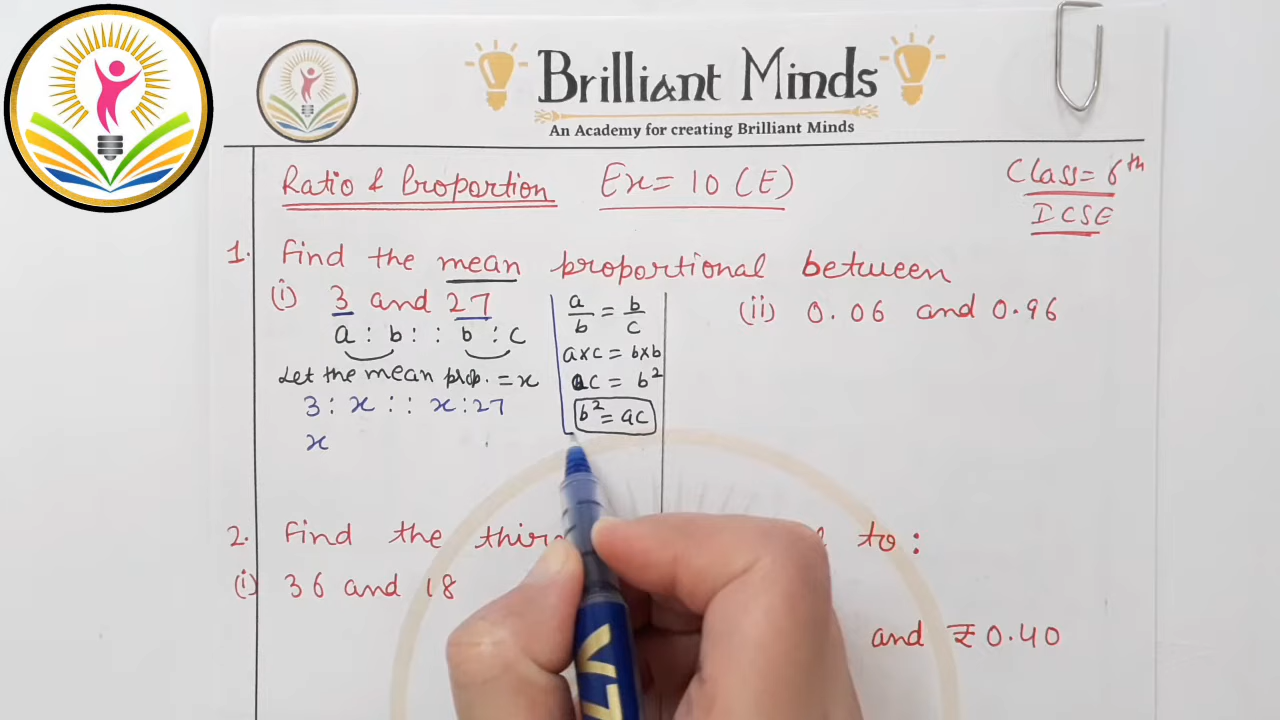 Brilliant Minds
An Academy for creating Brilliant Minds
Ratio & Proportion Ex = 10 (E) Class = 6th
ICSE
1. Find the mean proportional between
(i) 3 and 27
(ii) 0.06 and 0.96
a : b : : b : c
Let the mean prop. = x
3 : x : : x : 27
x
a/b = b/c
a×c = b×b
ac = b²
b² = ac
2. Find the to:
(i) 36 and 18
and ₹0.40
V7